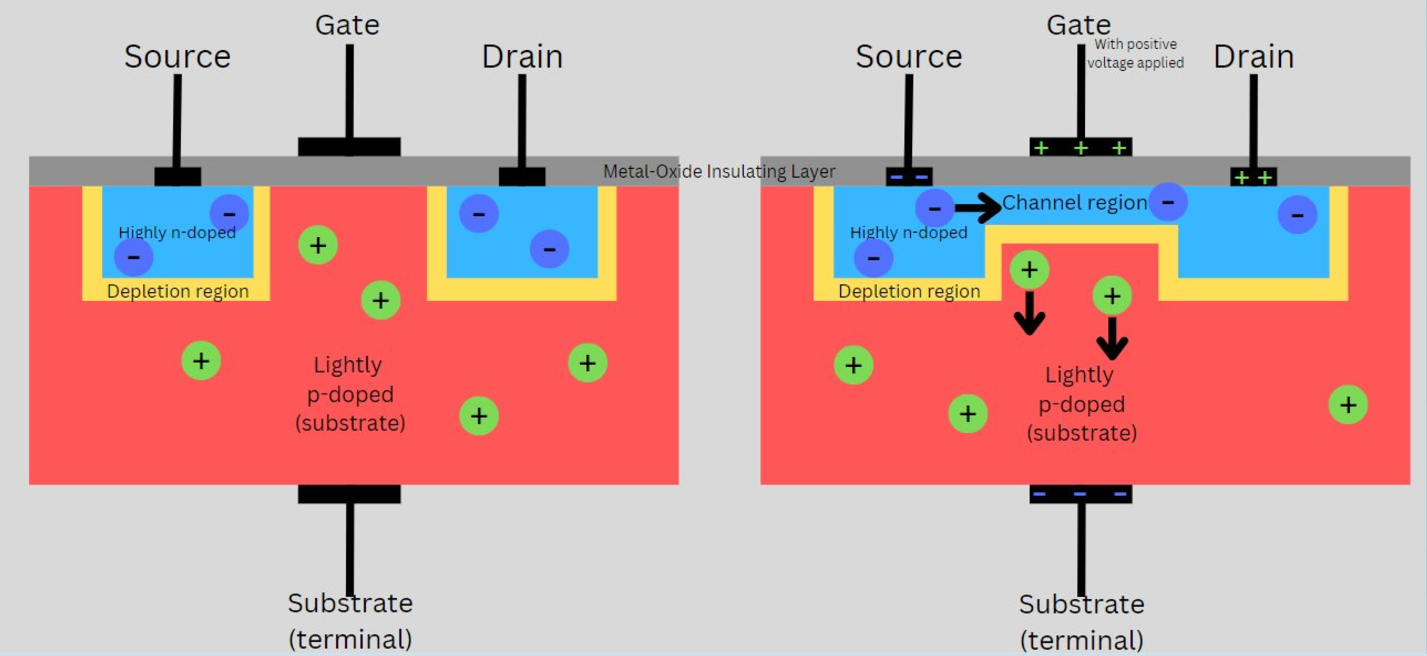 Gate
Source
Drain
Highly n-doped
Depletion region
Lightly
p-doped
(substrate)
Substrate
(terminal)
Metal-Oxide Insulating Layer
Gate
With positive
voltage applied
Source
Drain
Channel region
Highly n-doped
Depletion region
Lightly
p-doped
(substrate)
Substrate
(terminal)